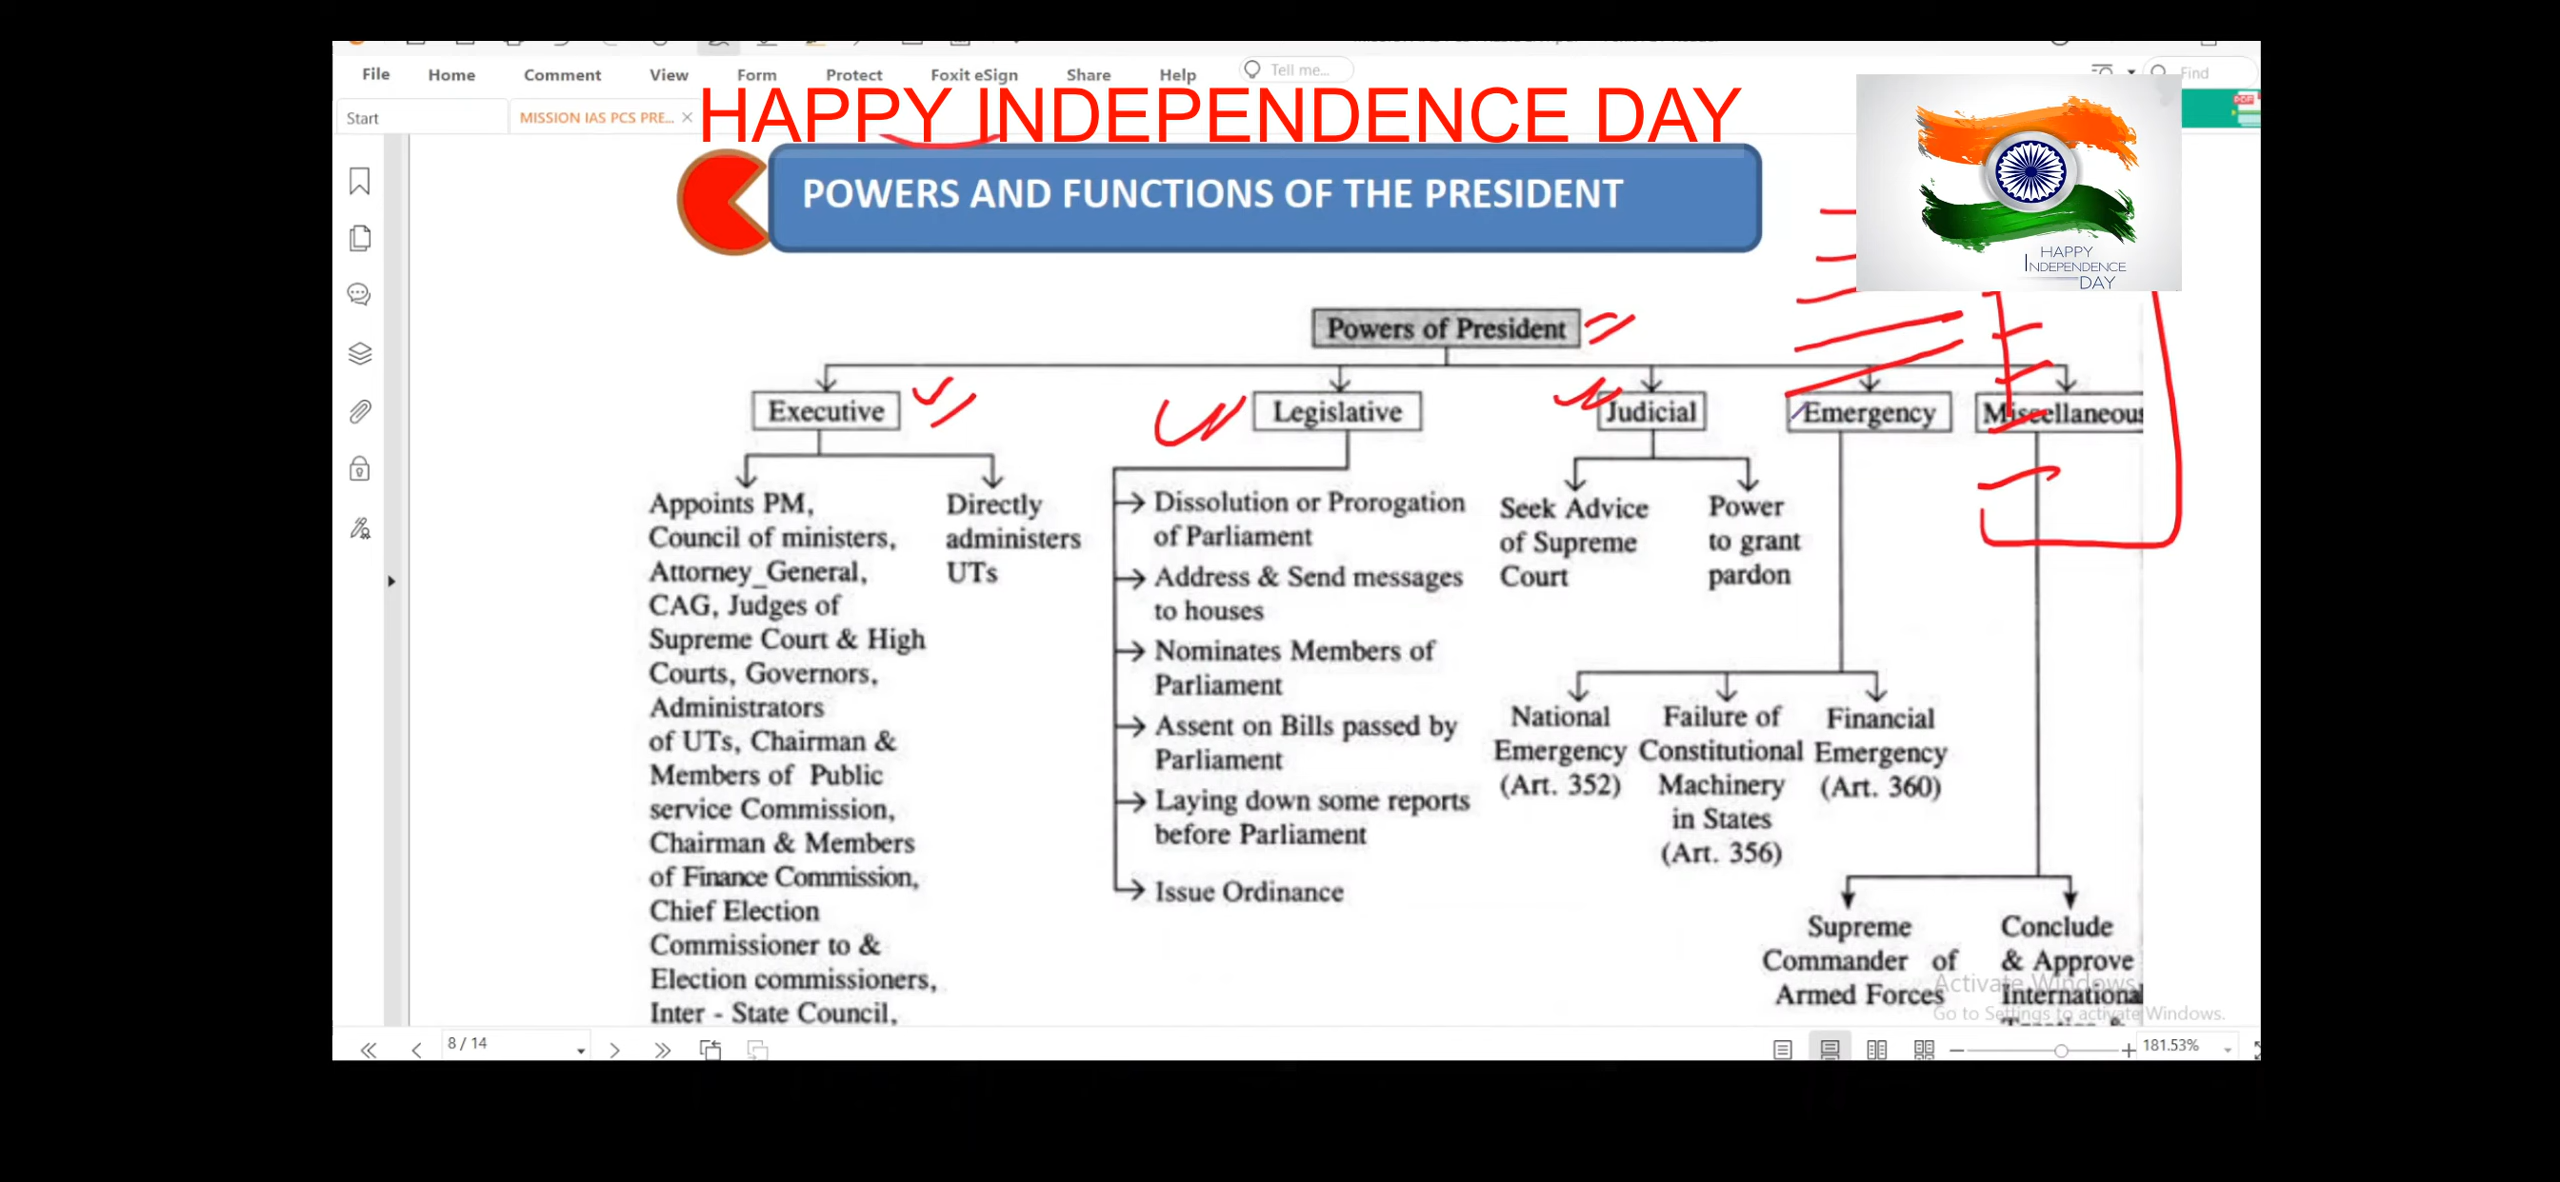 File Home Comment View Form Protect Foxit eSign Share Help Tell me... Find
Start MISSION IAS PCS PRE...
HAPPY INDEPENDENCE DAY
POWERS AND FUNCTIONS OF THE PRESIDENT
HAPPY
INDEPENDENCE
DAY
Powers of President
Executive
Legislative
Judicial
Emergency
Miscellaneous
Appoints PM,
Council of ministers,
Attorney_General,
CAG, Judges of
Supreme Court & High
Courts, Governors,
Administrators
of UTs, Chairman &
Members of Public
service Commission,
Chairman & Members
of Finance Commission,
Chief Election
Commissioner to &
Election commissioners,
Inter - State Council,
Directly
administers
UTs
Dissolution or Prorogation
of Parliament
Address & Send messages
to houses
Nominates Members of
Parliament
Assent on Bills passed by
Parliament
Laying down some reports
before Parliament
Issue Ordinance
Seek Advice
of Supreme
Court
Power
to grant
pardon
National
Emergency
(Art. 352)
Failure of
Constitutional
Machinery
in States
(Art. 356)
Financial
Emergency
(Art. 360)
Supreme
Commander of
Armed Forces
Conclude
& Approve
International
Activate Windows
Go to Settings to activate Windows.
8 / 14
181.53%